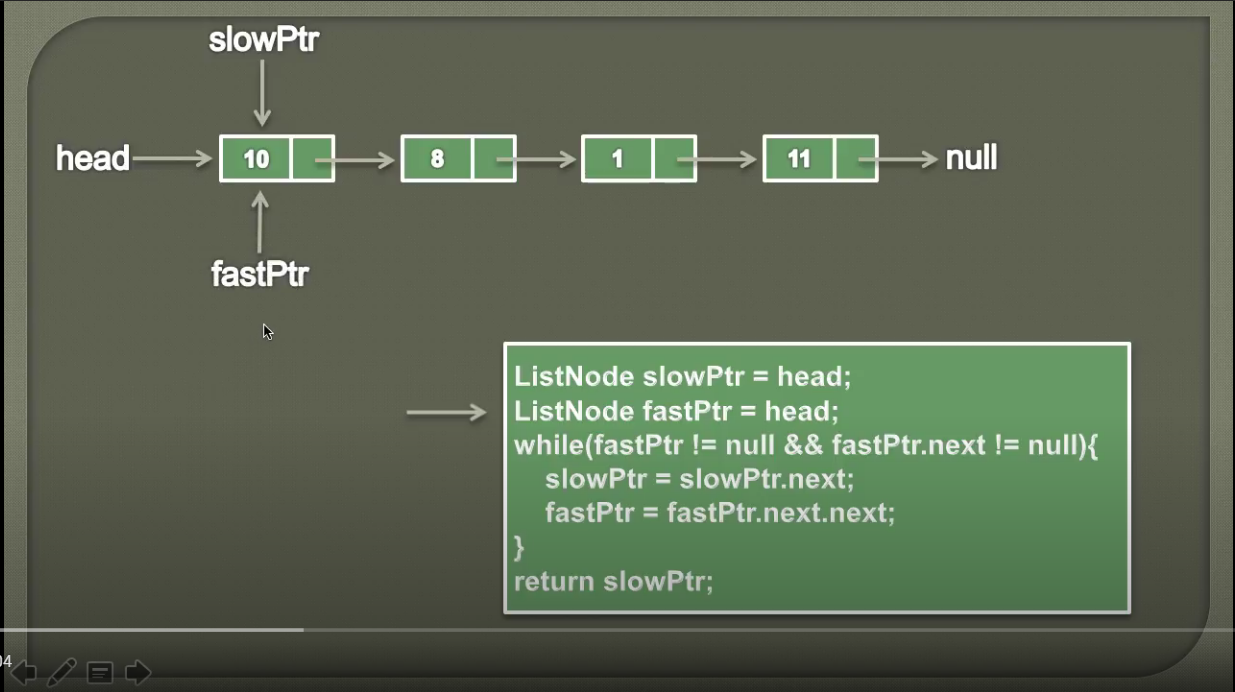 slowPtr
head 10 8 1 11 null
fastPtr
ListNode slowPtr = head;
ListNode fastPtr = head;
while(fastPtr != null && fastPtr.next != null){
slowPtr = slowPtr.next;
fastPtr = fastPtr.next.next;
}
return slowPtr;
04